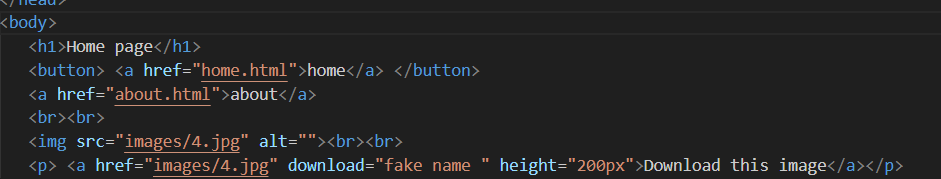 </head>
<body>
<h1>Home page</h1>
<button> <a href="home.html">home</a> </button>
<a href="about.html">about</a>
<br><br>
<img src="images/4.jpg" alt=""><br><br>
<p> <a href="images/4.jpg" download="fake name " height="200px">Download this image</a></p>